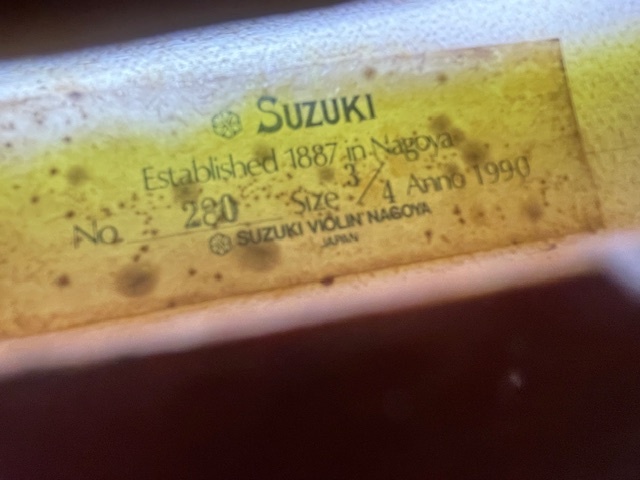 SUZUKI
Established 1887 in Nagoya
No. 280 Size 3/4 Anno 1990
SUZUKI VIOLIN NAGOYA
JAPAN